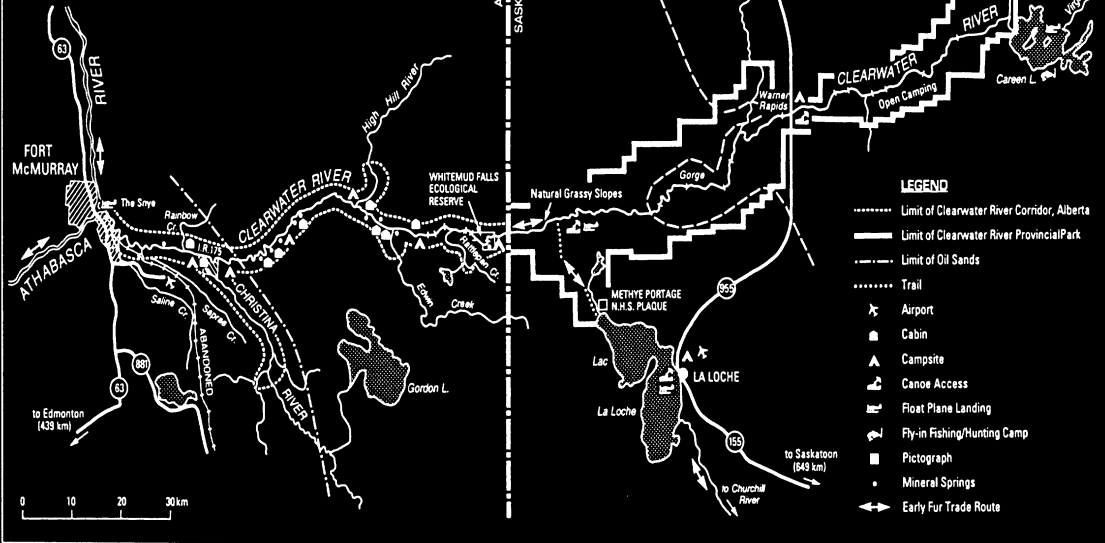 A
SASK
63
RIVER
FORT
McMURRAY
The Snye
Rainbow
Cr.
I.R. 175
ATHABASCA
CLEARWATER RIVER
High Hill River
WHITEMUD FALLS
ECOLOGICAL
RESERVE
Natural Grassy Slopes
Gorge
Warner
Rapids
CLEARWATER
RIVER
Open Camping
Careen L.
Virg
Saline
Cr.
Saprae
Cr.
ABANDONED
CHRISTINA
RIVER
Edwin
Creek
Cr.
Gordon L.
881
63
to Edmonton
(439 km)
METHYE PORTAGE
N.H.S. PLAQUE
Lac
La Loche
LA LOCHE
955
155
to Saskatoon
(649 km)
to Churchill
River
0 10 20 30 km
LEGEND
Limit of Clearwater River Corridor, Alberta
Limit of Clearwater River Provincial Park
Limit of Oil Sands
Trail
Airport
Cabin
Campsite
Canoe Access
Float Plane Landing
Fly-in Fishing/Hunting Camp
Pictograph
Mineral Springs
Early Fur Trade Route